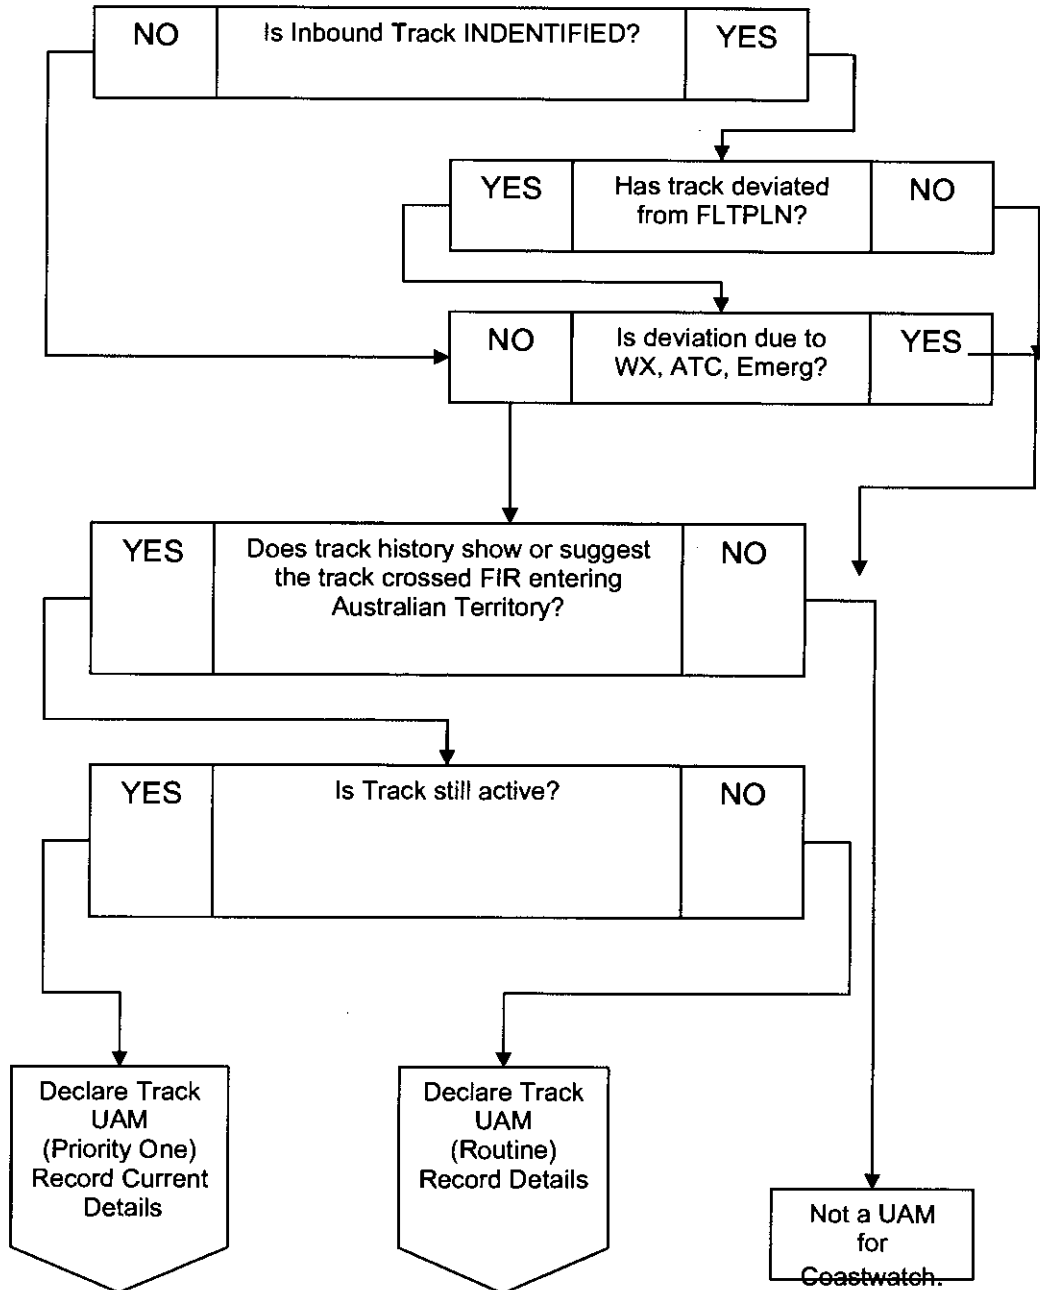 NO
Is Inbound Track INDENTIFIED?
YES
YES
Has track deviated
from FLTPLN?
NO
NO
Is deviation due to
WX, ATC, Emerg?
YES
YES
Does track history show or suggest
the track crossed FIR entering
Australian Territory?
NO
YES
Is Track still active?
NO
Declare Track
UAM
(Priority One)
Record Current
Details
Declare Track
UAM
(Routine)
Record Details
Not a UAM
for
Coastwatch.